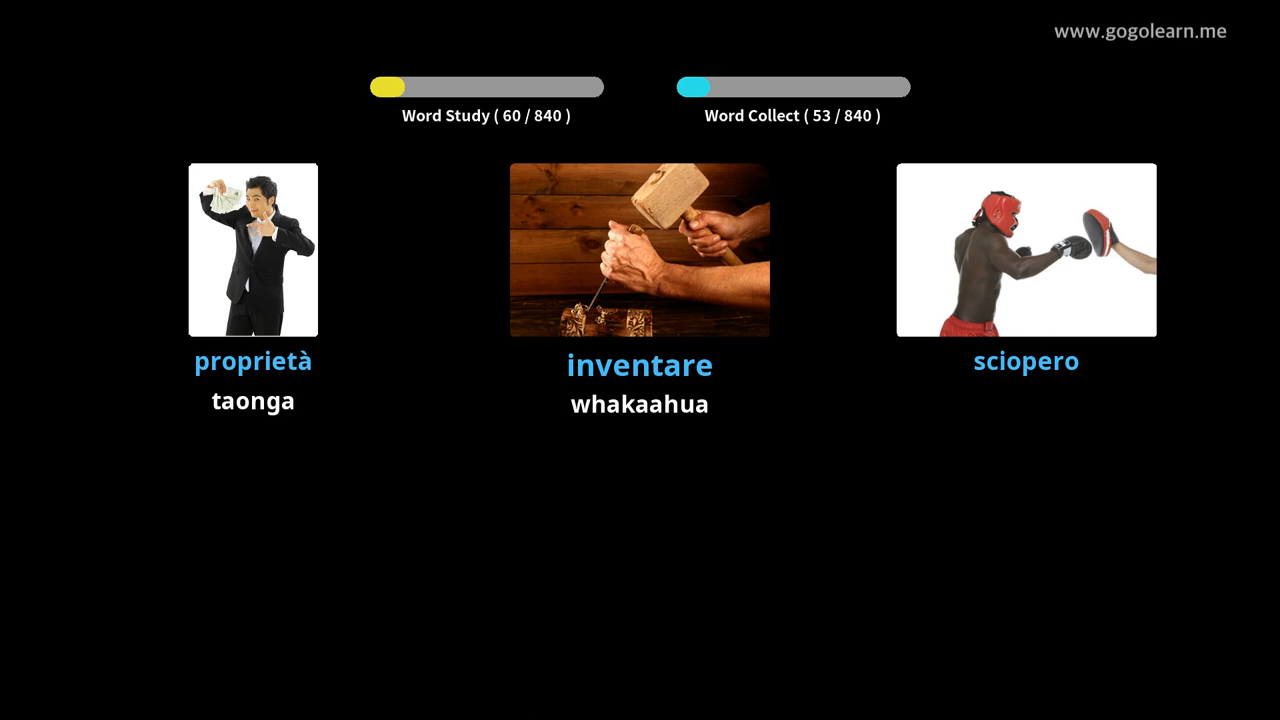 www.gogolearn.me
Word Study ( 60 / 840 )
Word Collect ( 53 / 840 )
proprietà
inventare
sciopero
taonga
whakaahua